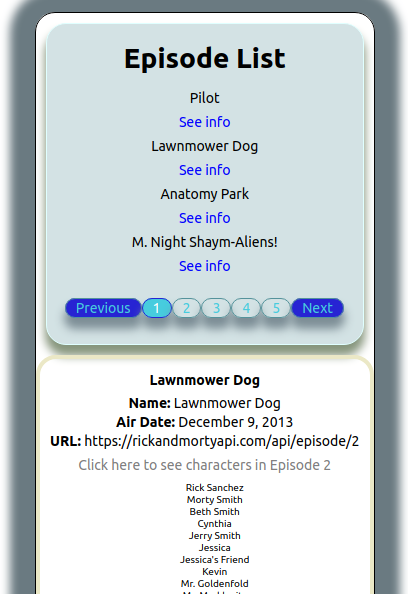 Episode List
Pilot
See info
Lawnmower Dog
See info
Anatomy Park
See info
M. Night Shaym-Aliens!
See info
Previous 1 2 3 4 5 Next
Lawnmower Dog
Name: Lawnmower Dog
Air Date: December 9, 2013
URL: https://rickandmortyapi.com/api/episode/2
Click here to see characters in Episode 2
Rick Sanchez
Morty Smith
Beth Smith
Cynthia
Jerry Smith
Jessica
Jessica's Friend
Kevin
Mr. Goldenfold